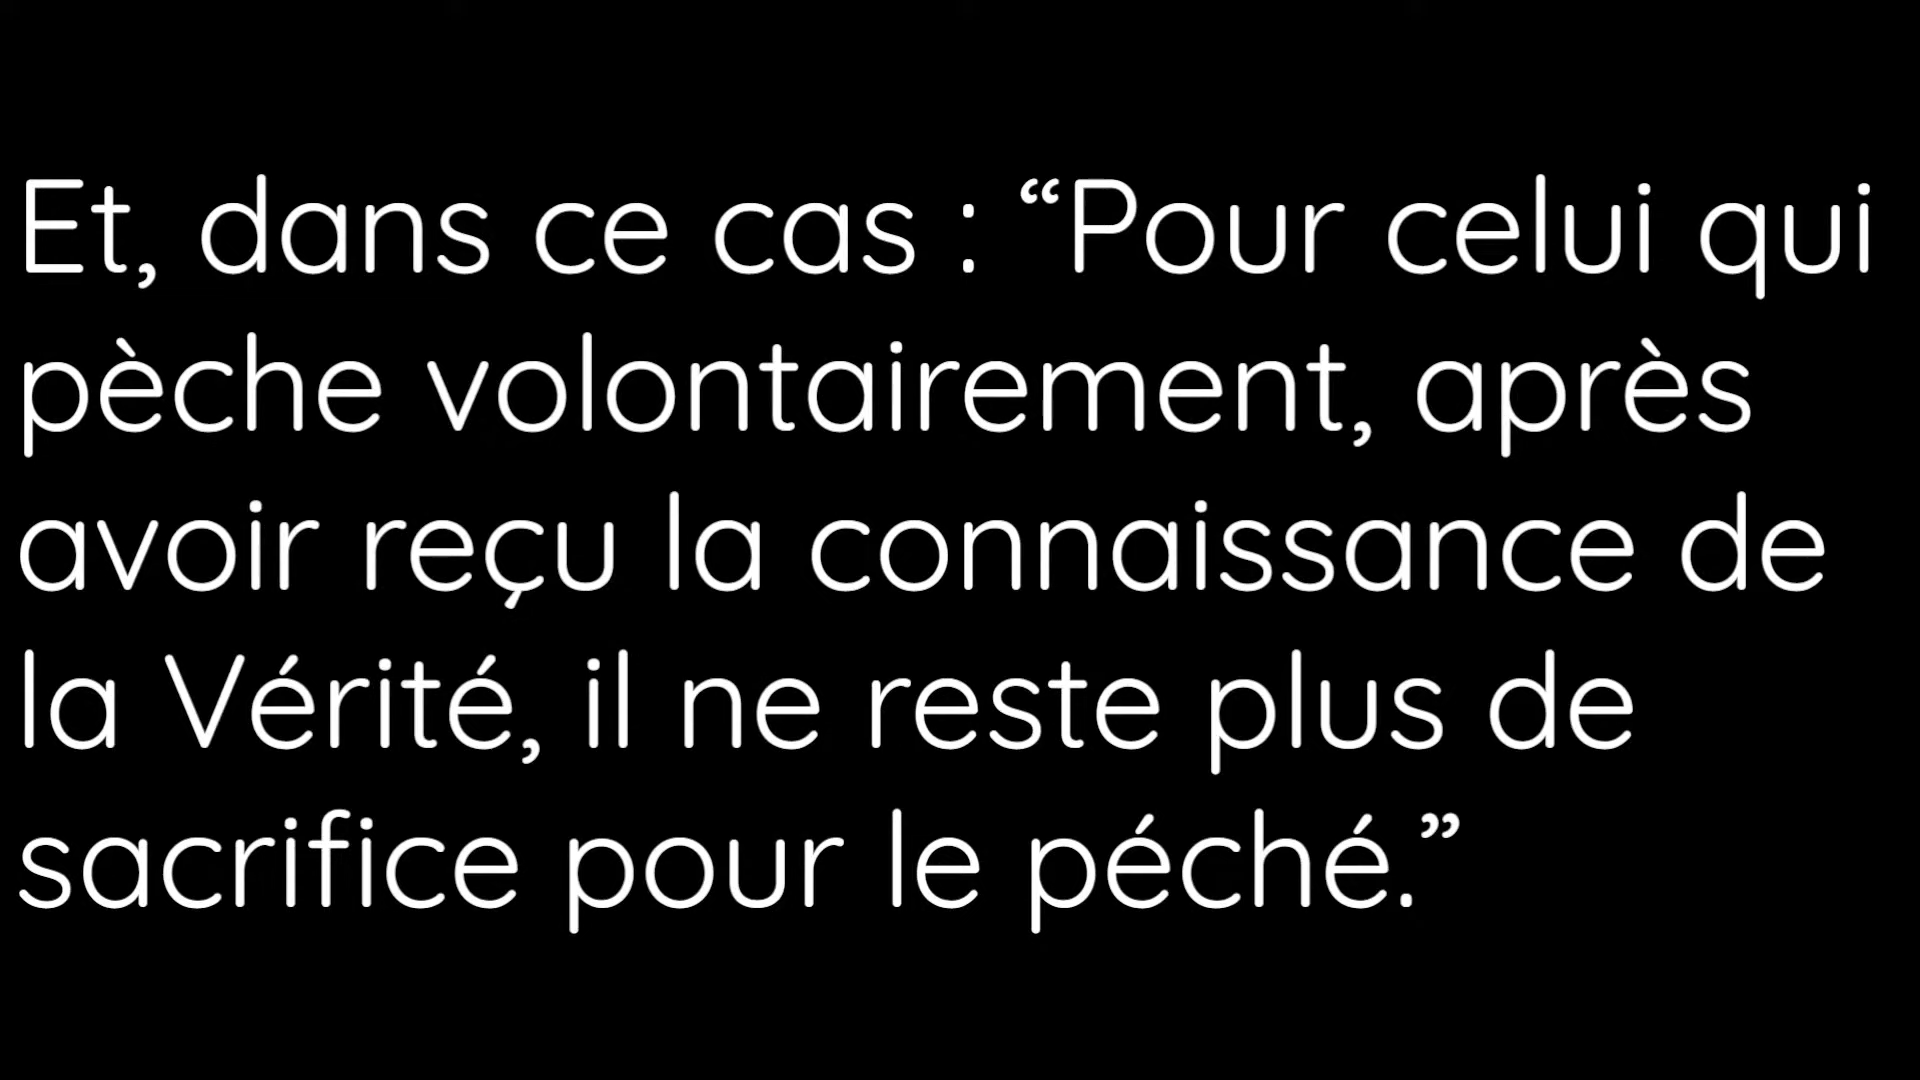 Et, dans ce cas : “Pour celui qui
pèche volontairement, après
avoir reçu la connaissance de
la Vérité, il ne reste plus de
sacrifice pour le péché.”